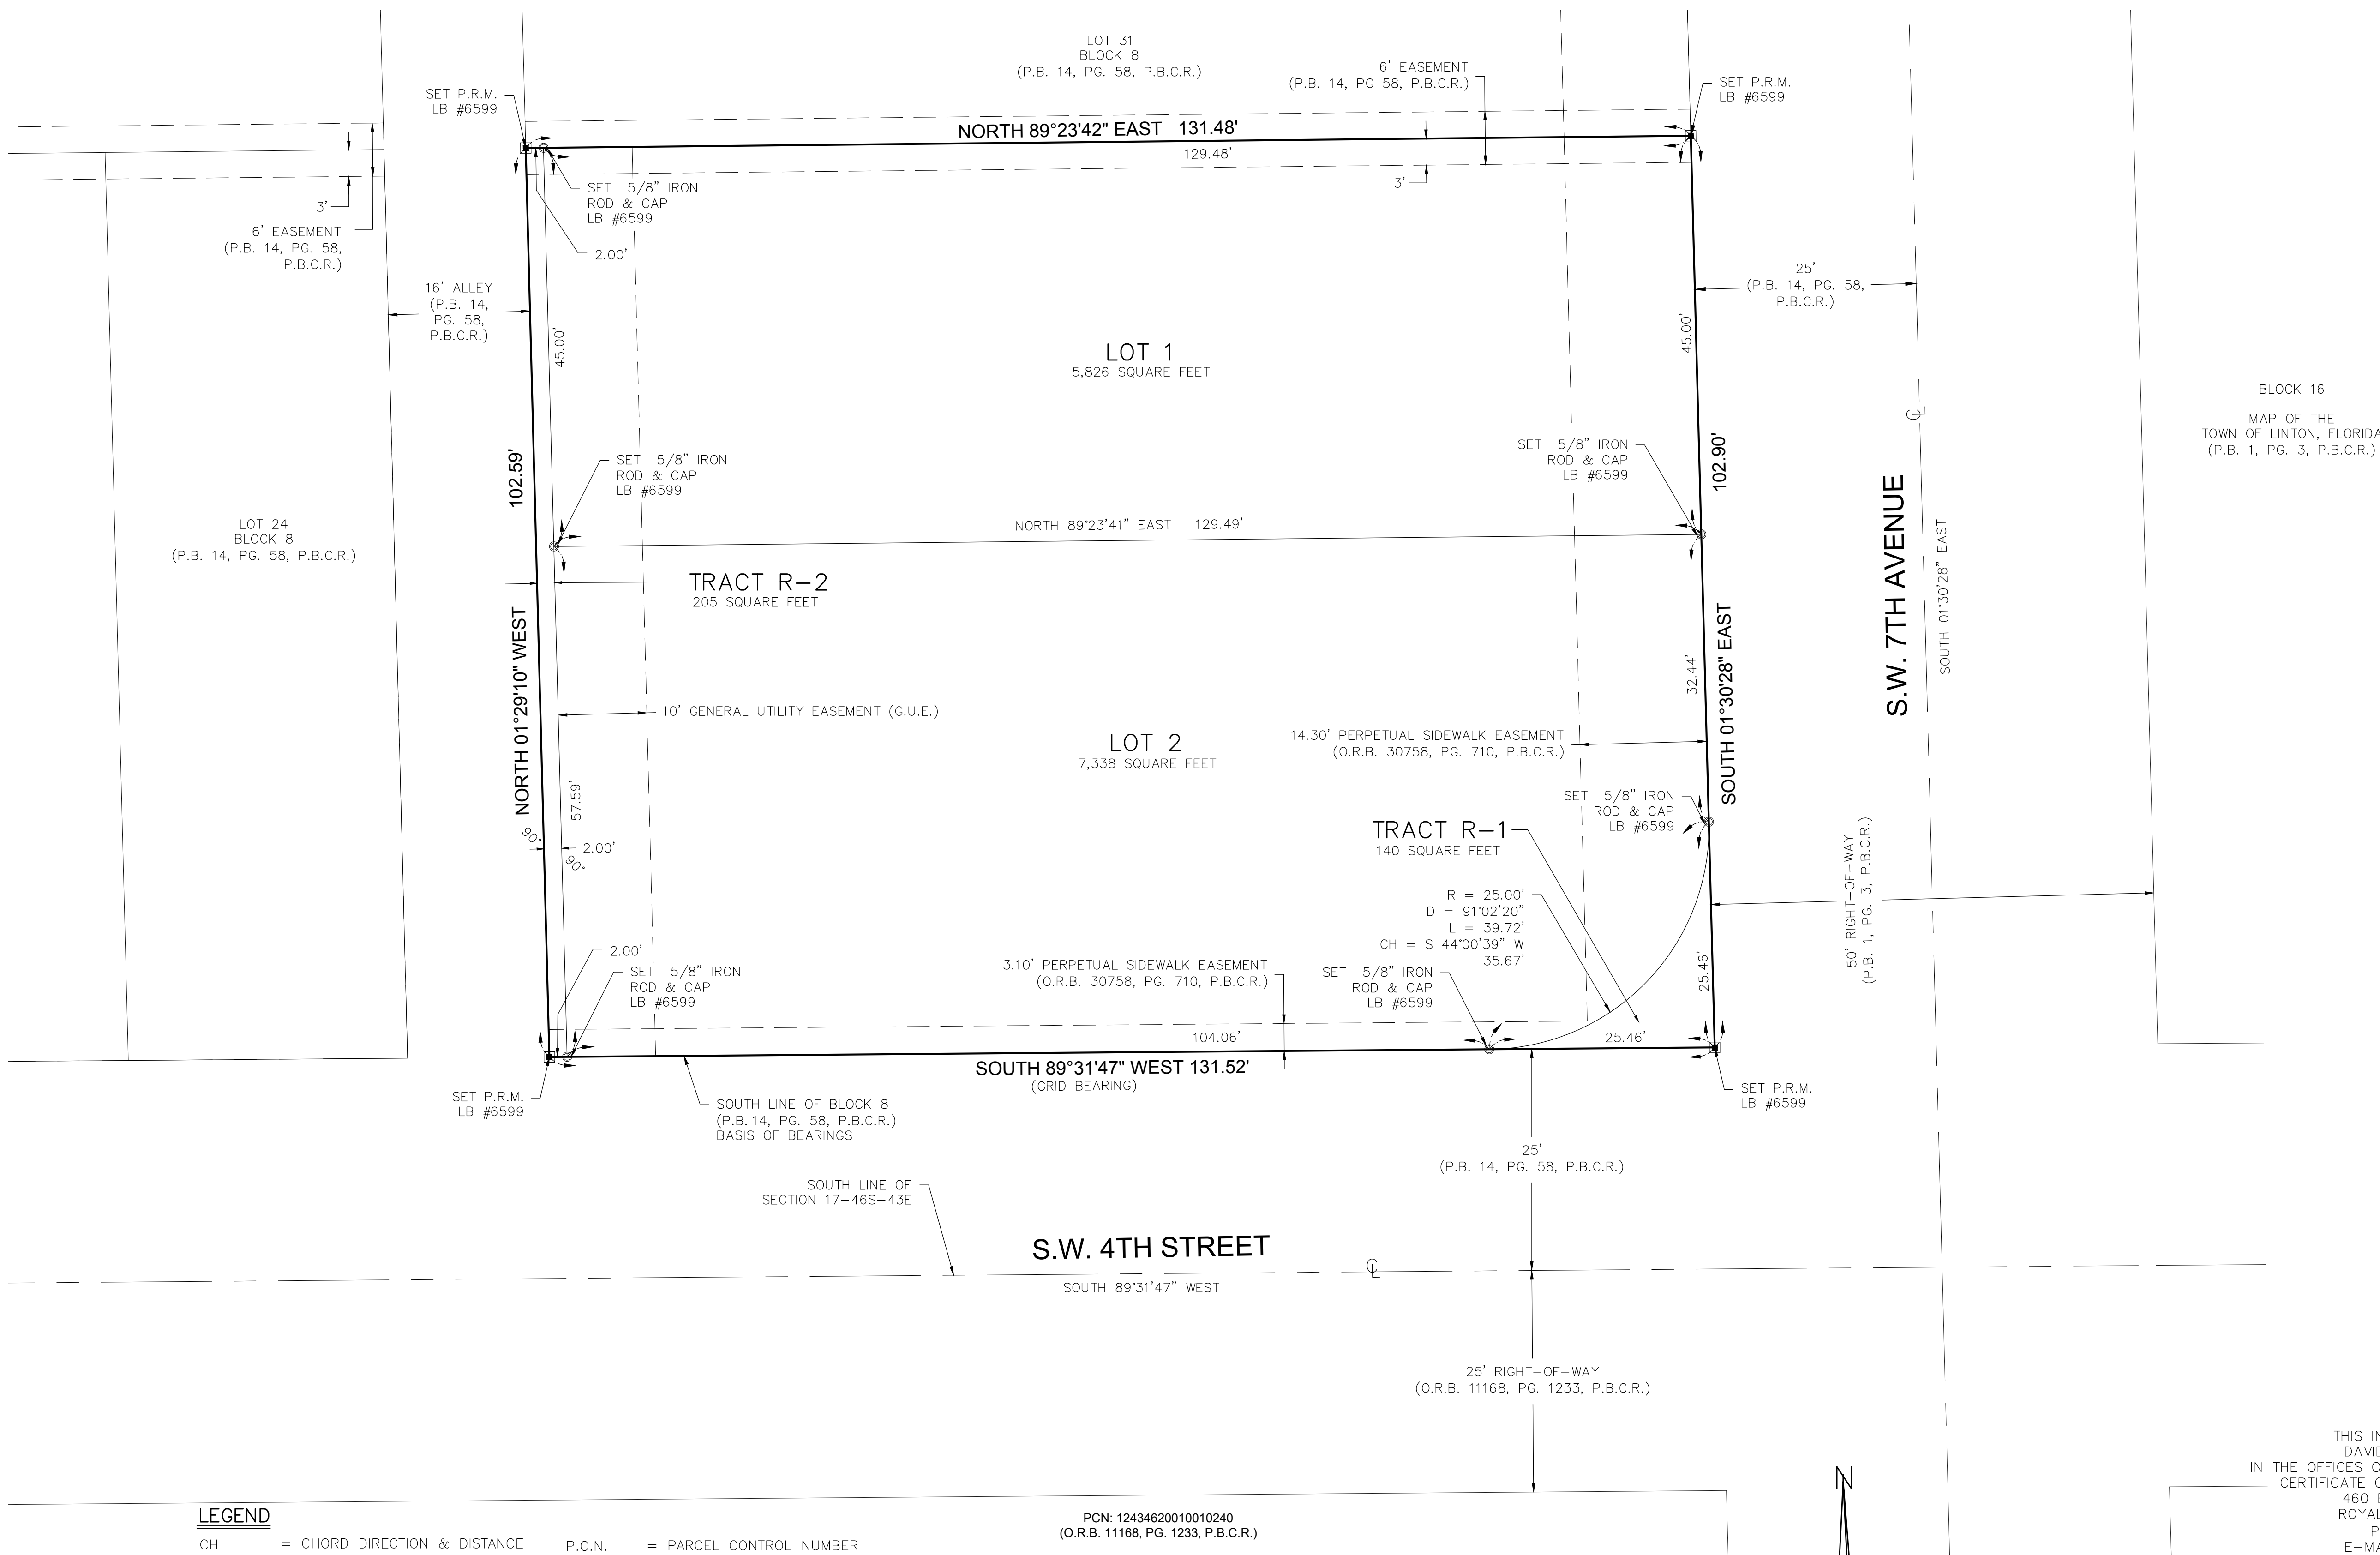 LOT 31
BLOCK 8
(P.B. 14, PG. 58, P.B.C.R.)
6' EASEMENT
(P.B. 14, PG 58, P.B.C.R.)
SET P.R.M.
LB #6599
SET P.R.M.
LB #6599
NORTH 89°23'42" EAST 131.48'
129.48'
3'
SET 5/8" IRON
ROD & CAP
LB #6599
2.00'
3'
6' EASEMENT
(P.B. 14, PG. 58,
P.B.C.R.)
16' ALLEY
(P.B. 14,
PG. 58,
P.B.C.R.)
25'
(P.B. 14, PG. 58,
P.B.C.R.)
45.00'
45.00'
LOT 1
5,826 SQUARE FEET
BLOCK 16
MAP OF THE
TOWN OF LINTON, FLORIDA
(P.B. 1, PG. 3, P.B.C.R.)
CL
102.59'
102.90'
SET 5/8" IRON
ROD & CAP
LB #6599
SET 5/8" IRON
ROD & CAP
LB #6599
LOT 24
BLOCK 8
(P.B. 14, PG. 58, P.B.C.R.)
NORTH 89°23'41" EAST 129.49'
S.W. 7TH AVENUE
SOUTH 01°30'28" EAST
TRACT R-2
205 SQUARE FEET
NORTH 01°29'10" WEST
SOUTH 01°30'28" EAST
32.44'
10' GENERAL UTILITY EASEMENT (G.U.E.)
LOT 2
7,338 SQUARE FEET
14.30' PERPETUAL SIDEWALK EASEMENT
(O.R.B. 30758, PG. 710, P.B.C.R.)
57.59'
90°
2.00'
90°
SET 5/8" IRON
ROD & CAP
LB #6599
TRACT R-1
140 SQUARE FEET
50' RIGHT-OF-WAY
(P.B. 1, PG. 3, P.B.C.R.)
R = 25.00'
D = 91°02'20"
L = 39.72'
CH = S 44°00'39" W
35.67'
2.00'
SET 5/8" IRON
ROD & CAP
LB #6599
3.10' PERPETUAL SIDEWALK EASEMENT
(O.R.B. 30758, PG. 710, P.B.C.R.)
SET 5/8" IRON
ROD & CAP
LB #6599
25.46'
104.06'
25.46'
SOUTH 89°31'47" WEST 131.52'
(GRID BEARING)
SET P.R.M.
LB #6599
SET P.R.M.
LB #6599
SOUTH LINE OF BLOCK 8
(P.B. 14, PG. 58, P.B.C.R.)
BASIS OF BEARINGS
25'
(P.B. 14, PG. 58, P.B.C.R.)
SOUTH LINE OF
SECTION 17-46S-43E
S.W. 4TH STREET
CL
SOUTH 89°31'47" WEST
25' RIGHT-OF-WAY
(O.R.B. 11168, PG. 1233, P.B.C.R.)
N
THIS IN
DAVID
IN THE OFFICES O
CERTIFICATE O
460 B
ROYAL
P
E-MA
LEGEND
CH = CHORD DIRECTION & DISTANCE
P.C.N. = PARCEL CONTROL NUMBER
PCN: 12434620010010240
(O.R.B. 11168, PG. 1233, P.B.C.R.)